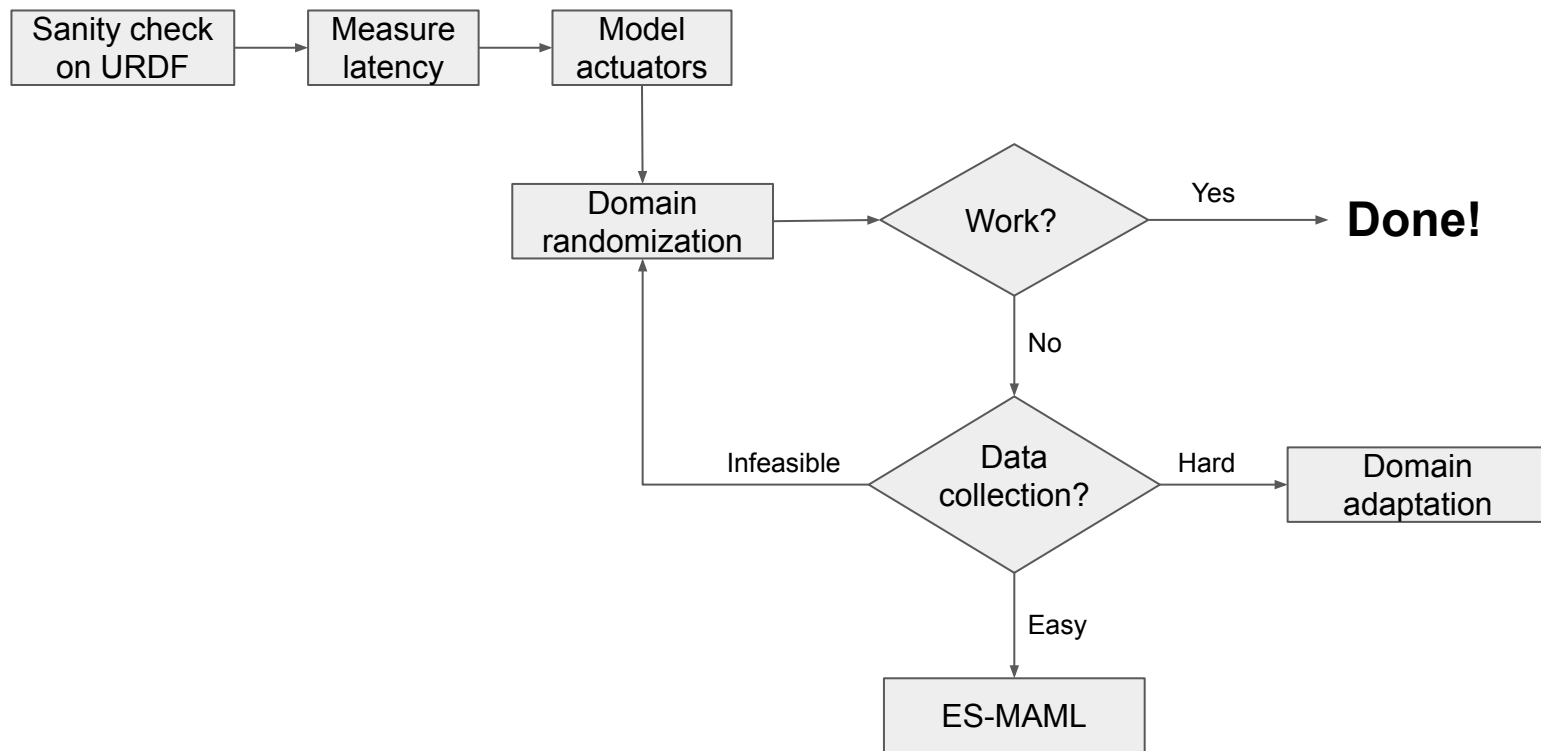 Sanity check
on URDF
Measure
latency
Model
actuators
Domain
randomization
Work?
Yes
Done!
No
Infeasible
Data
collection?
Hard
Domain
adaptation
Easy
ES-MAML